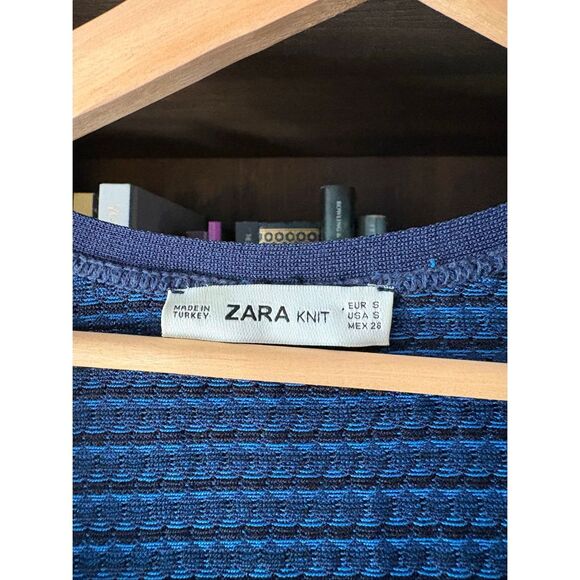 MADE IN
TURKEY
ZARA KNIT
EUR S
USA S
MEX 26